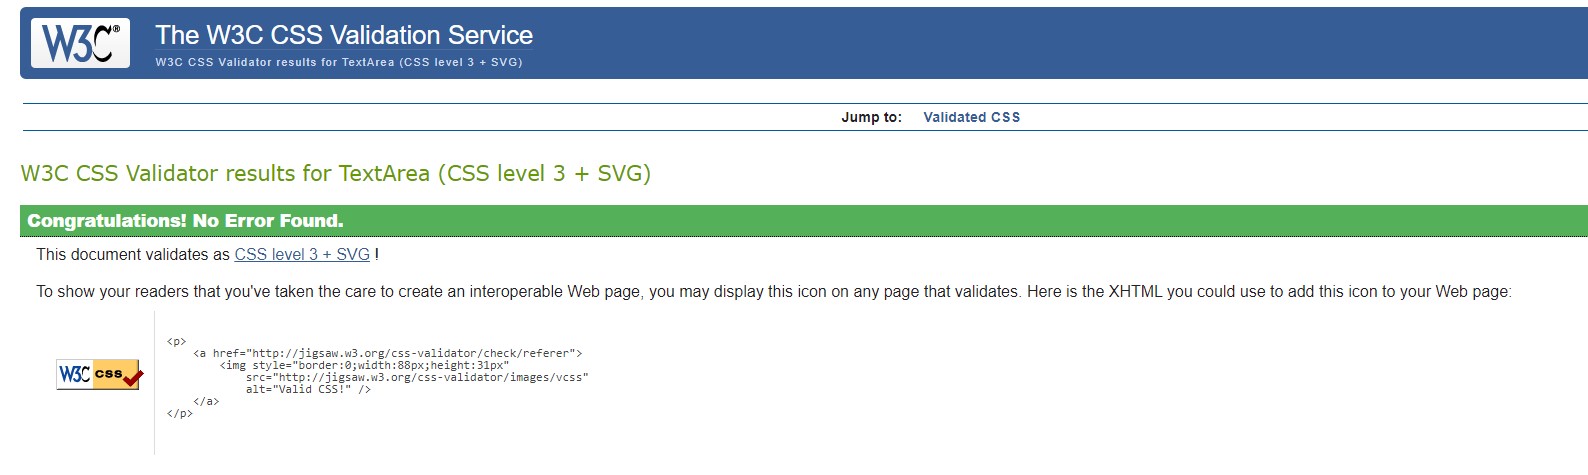 W3C®
The W3C CSS Validation Service
W3C CSS Validator results for TextArea (CSS level 3 + SVG)
Jump to: Validated CSS
W3C CSS Validator results for TextArea (CSS level 3 + SVG)
Congratulations! No Error Found.
This document validates as CSS level 3 + SVG !
To show your readers that you've taken the care to create an interoperable Web page, you may display this icon on any page that validates. Here is the XHTML you could use to add this icon to your Web page:
W3C css
<p>
    <a href="http://jigsaw.w3.org/css-validator/check/referer">
        <img style="border:0;width:88px;height:31px"
            src="http://jigsaw.w3.org/css-validator/images/vcss"
            alt="Valid CSS!" />
    </a>
</p>